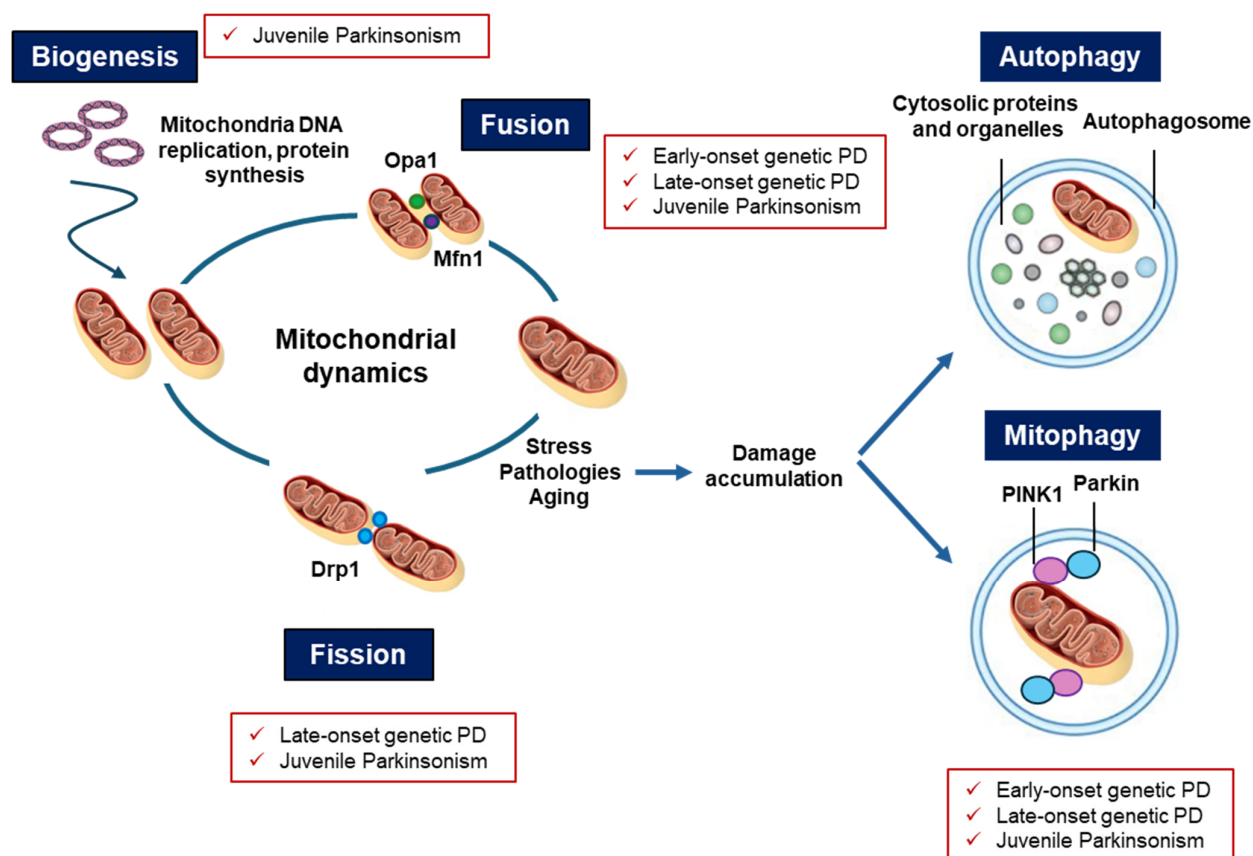 Biogenesis
✓ Juvenile Parkinsonism
Mitochondria DNA
replication, protein
synthesis
Fusion
✓ Early-onset genetic PD
✓ Late-onset genetic PD
✓ Juvenile Parkinsonism
Opa1
Mfn1
Mitochondrial
dynamics
Stress
Pathologies
Aging
Damage
accumulation
Drp1
Fission
✓ Late-onset genetic PD
✓ Juvenile Parkinsonism
Autophagy
Cytosolic proteins
and organelles
Autophagosome
Mitophagy
PINK1
Parkin
✓ Early-onset genetic PD
✓ Late-onset genetic PD
✓ Juvenile Parkinsonism